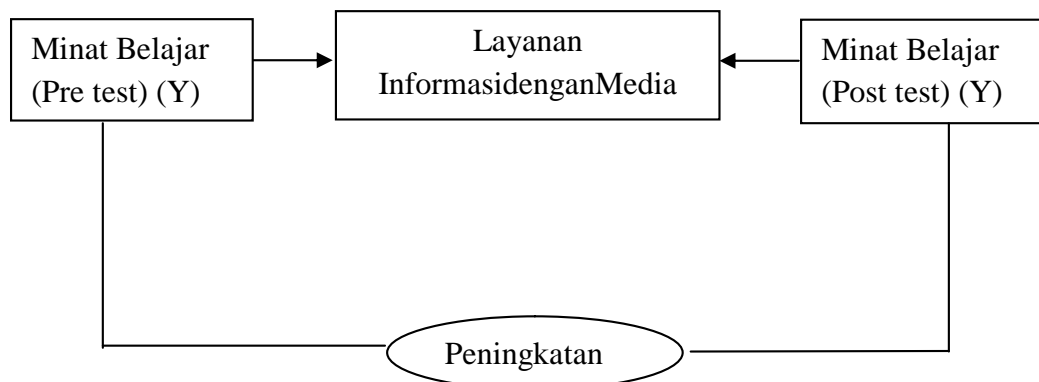 Minat Belajar
(Pre test) (Y)
Layanan
InformasidenganMedia
Minat Belajar
(Post test) (Y)
Peningkatan